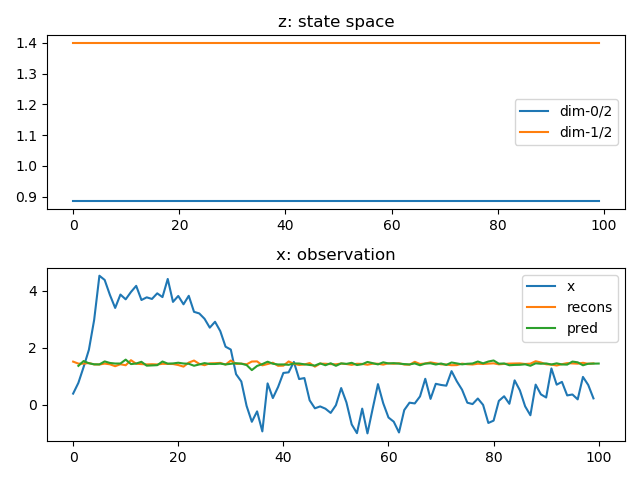 z: state space
1.4
1.3
1.2
1.1
1.0
0.9
dim-0/2
dim-1/2
0 20 40 60 80 100
x: observation
4
2
0
x
recons
pred
0 20 40 60 80 100